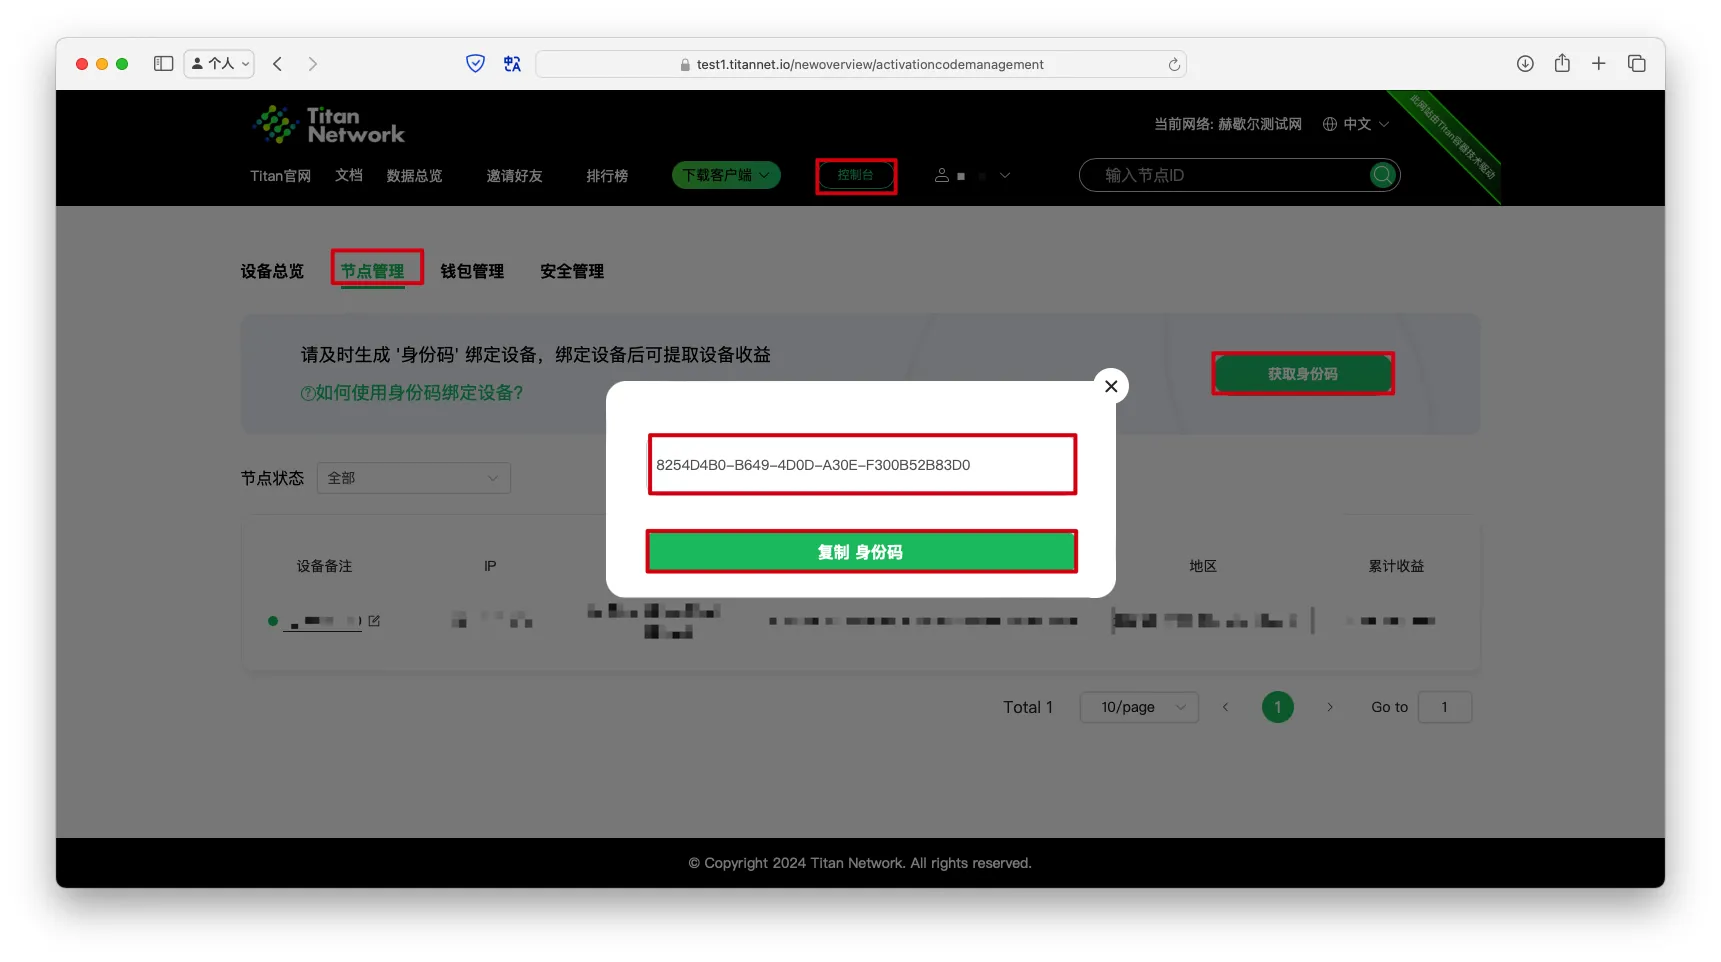 个人
test1.titannet.io/newoverview/activationcodemanagement
Titan
Network
当前网络: 赫歇尔测试网
中文
此网站由Titan容器技术驱动
Titan官网
文档
数据总览
邀请好友
排行榜
下载客户端
控制台
输入节点ID
设备总览
节点管理
钱包管理
安全管理
请及时生成 '身份码' 绑定设备，绑定设备后可提取设备收益
如何使用身份码绑定设备?
获取身份码
8254D4B0-B649-4D0D-A30E-F300B52B83D0
复制 身份码
节点状态
全部
设备备注
IP
地区
累计收益
Total 1
10/page
1
Go to
1
© Copyright 2024 Titan Network. All rights reserved.